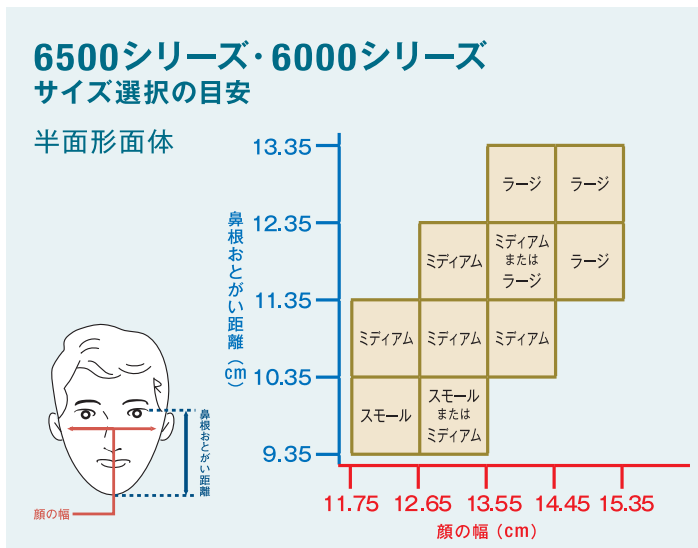 6500シリーズ・6000シリーズ
サイズ選択の目安
半面形面体
鼻根おとがい距離(cm)
13.35
12.35
11.35
10.35
9.35
ラージ
ラージ
ミディアム
ミディアム
または
ラージ
ラージ
ミディアム
ミディアム
ミディアム
スモール
スモール
または
ミディアム
11.75
12.65
13.55
14.45
15.35
顔の幅(cm)
鼻根おとがい距離
顔の幅